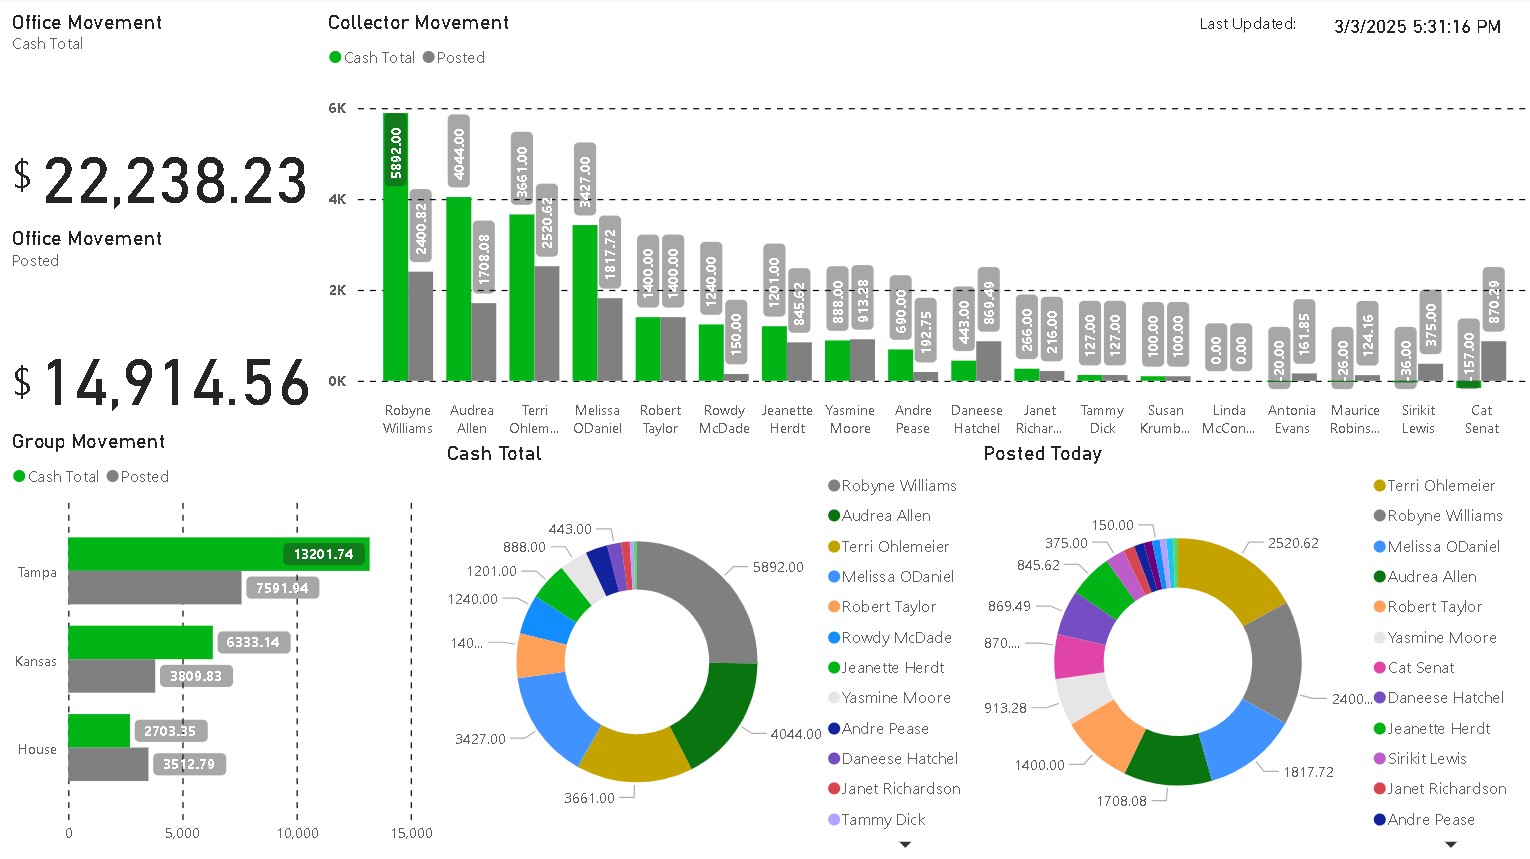 Office Movement
Cash Total
$ 22,238.23
Office Movement
Posted
$ 14,914.56
Collector Movement
Cash Total Posted
Last Updated: 3/3/2025 5:31:16 PM
6K
4K
2K
0K
5892.00
2400.82
4044.00
1708.08
3661.00
2520.62
3427.00
1817.72
1400.00
1400.00
1240.00
150.00
1201.00
845.62
888.00
913.28
690.00
192.75
443.00
869.49
266.00
216.00
127.00
127.00
100.00
100.00
0.00
0.00
-20.00
161.85
-26.00
124.16
-36.00
375.00
-157.00
870.29
Robyne Williams
Audrea Allen
Terri Ohlem...
Melissa ODaniel
Robert Taylor
Rowdy McDade
Jeanette Herdt
Yasmine Moore
Andre Pease
Daneese Hatchel
Janet Richar...
Tammy Dick
Susan Krumb...
Linda McCon...
Antonia Evans
Maurice Robins...
Sirikit Lewis
Cat Senat
Group Movement
Cash Total Posted
Tampa
13201.74
7591.94
Kansas
6333.14
3809.83
House
2703.35
3512.79
0
5,000
10,000
15,000
Cash Total
443.00
888.00
1201.00
1240.00
140...
3427.00
3661.00
4044.00
5892.00
Robyne Williams
Audrea Allen
Terri Ohlemeier
Melissa ODaniel
Robert Taylor
Rowdy McDade
Jeanette Herdt
Yasmine Moore
Andre Pease
Daneese Hatchel
Janet Richardson
Tammy Dick
Posted Today
150.00
375.00
845.62
869.49
870....
913.28
1400.00
1708.08
1817.72
2400...
2520.62
Terri Ohlemeier
Robyne Williams
Melissa ODaniel
Audrea Allen
Robert Taylor
Yasmine Moore
Cat Senat
Daneese Hatchel
Jeanette Herdt
Sirikit Lewis
Janet Richardson
Andre Pease